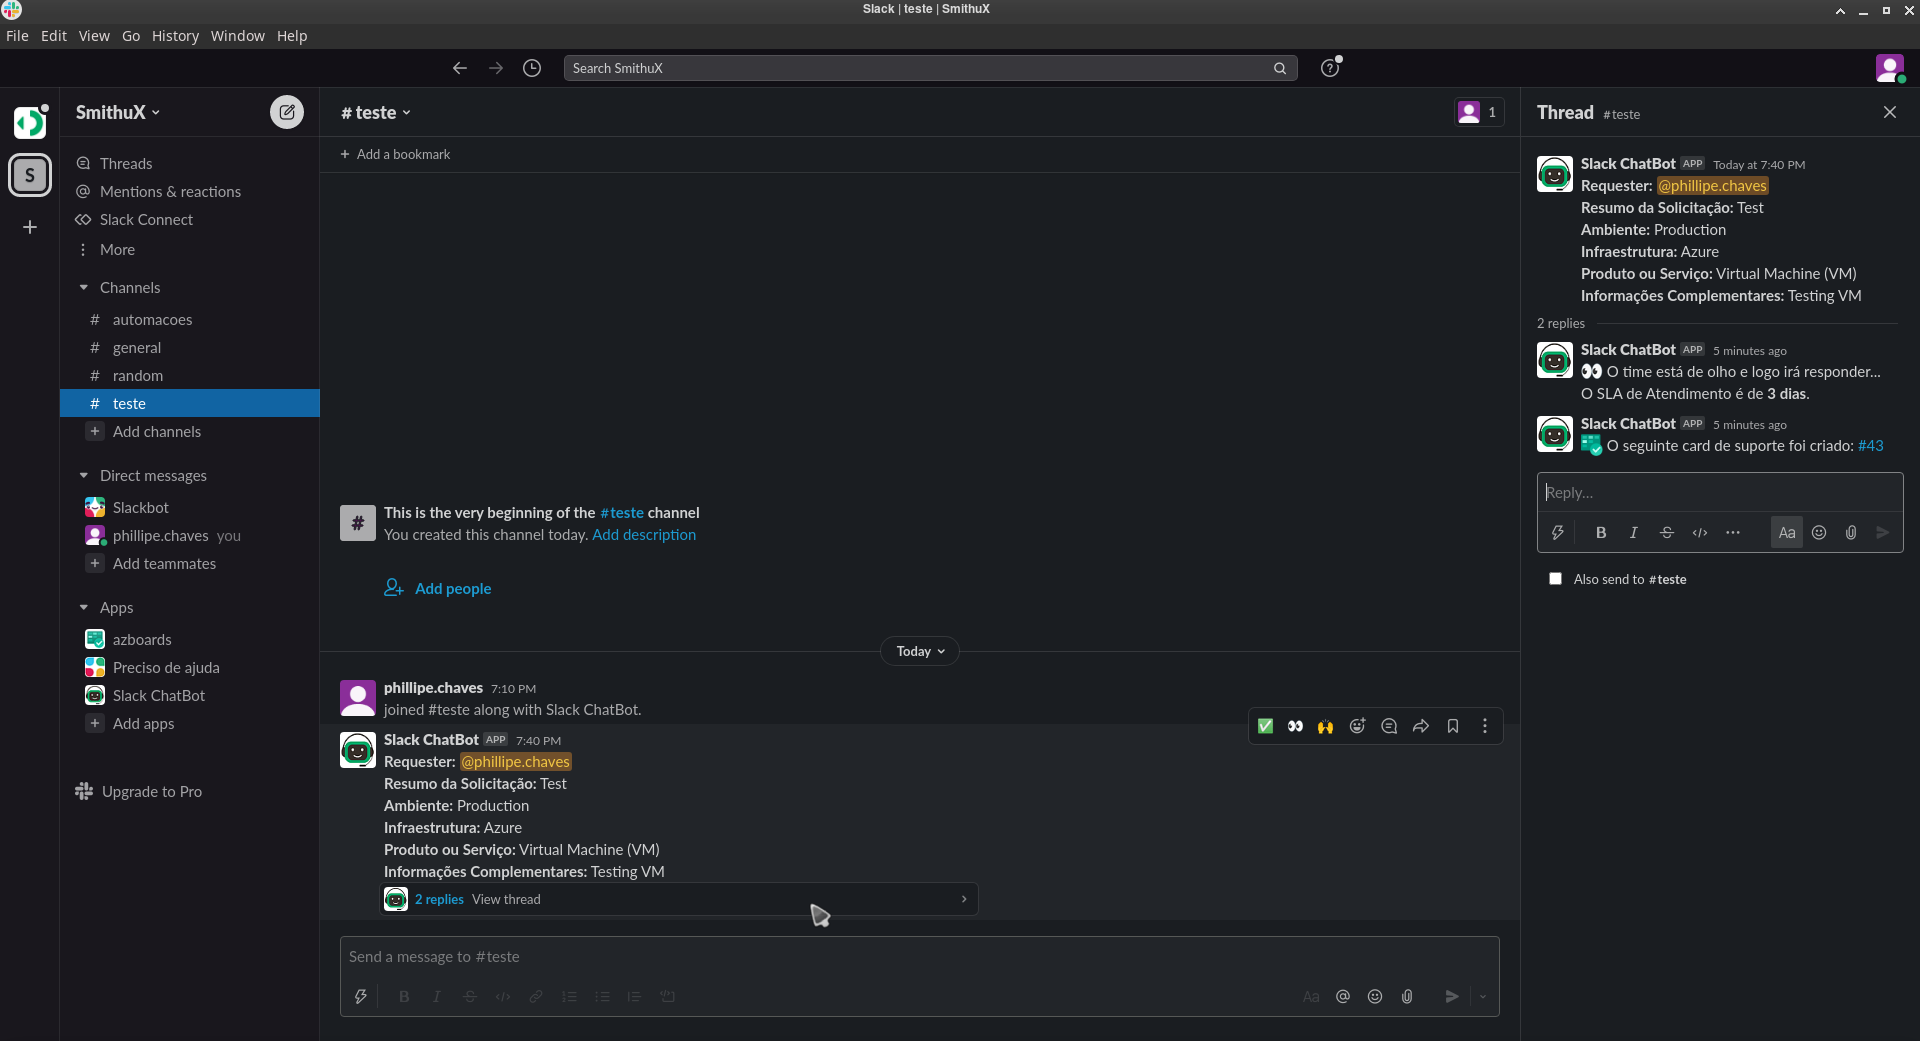 Slack | teste | SmithuX
File Edit View Go History Window Help
Search SmithuX
SmithuX
S
Threads
Mentions & reactions
Slack Connect
More
Channels
# automacoes
# general
# random
# teste
+ Add channels
Direct messages
Slackbot
phillipe.chaves you
+ Add teammates
Apps
azboards
Preciso de ajuda
Slack ChatBot
+ Add apps
Upgrade to Pro
# teste
1
+ Add a bookmark
This is the very beginning of the #teste channel
You created this channel today. Add description
Add people
Today
phillipe.chaves 7:10 PM
joined #teste along with Slack ChatBot.
Slack ChatBot APP 7:40 PM
Requester: @phillipe.chaves
Resumo da Solicitação: Test
Ambiente: Production
Infraestrutura: Azure
Produto ou Serviço: Virtual Machine (VM)
Informações Complementares: Testing VM
2 replies View thread
Send a message to #teste
B I S </>
Aa @
Thread #teste
Slack ChatBot APP Today at 7:40 PM
Requester: @phillipe.chaves
Resumo da Solicitação: Test
Ambiente: Production
Infraestrutura: Azure
Produto ou Serviço: Virtual Machine (VM)
Informações Complementares: Testing VM
2 replies
Slack ChatBot APP 5 minutes ago
👀 O time está de olho e logo irá responder...
O SLA de Atendimento é de 3 dias.
Slack ChatBot APP 5 minutes ago
O seguinte card de suporte foi criado: #43
Reply...
B I S </> ... Aa
Also send to #teste